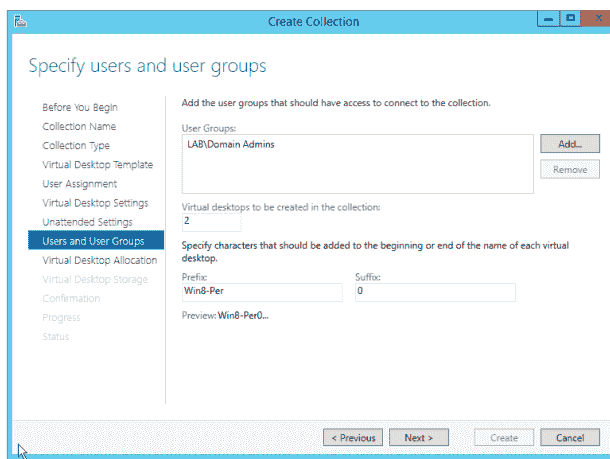 Create Collection
Specify users and user groups
Before You Begin
Collection Name
Collection Type
Virtual Desktop Template
User Assignment
Virtual Desktop Settings
Unattended Settings
Users and User Groups
Virtual Desktop Allocation
Virtual Desktop Storage
Confirmation
Progress
Status
Add the user groups that should have access to connect to the collection.
User Groups:
LAB\Domain Admins
Add...
Remove
Virtual desktops to be created in the collection:
2
Specify characters that should be added to the beginning or end of the name of each virtual
desktop.
Prefix:
Suffix:
Win8-Per
0
Preview: Win8-Per0...
< Previous
Next >
Create
Cancel